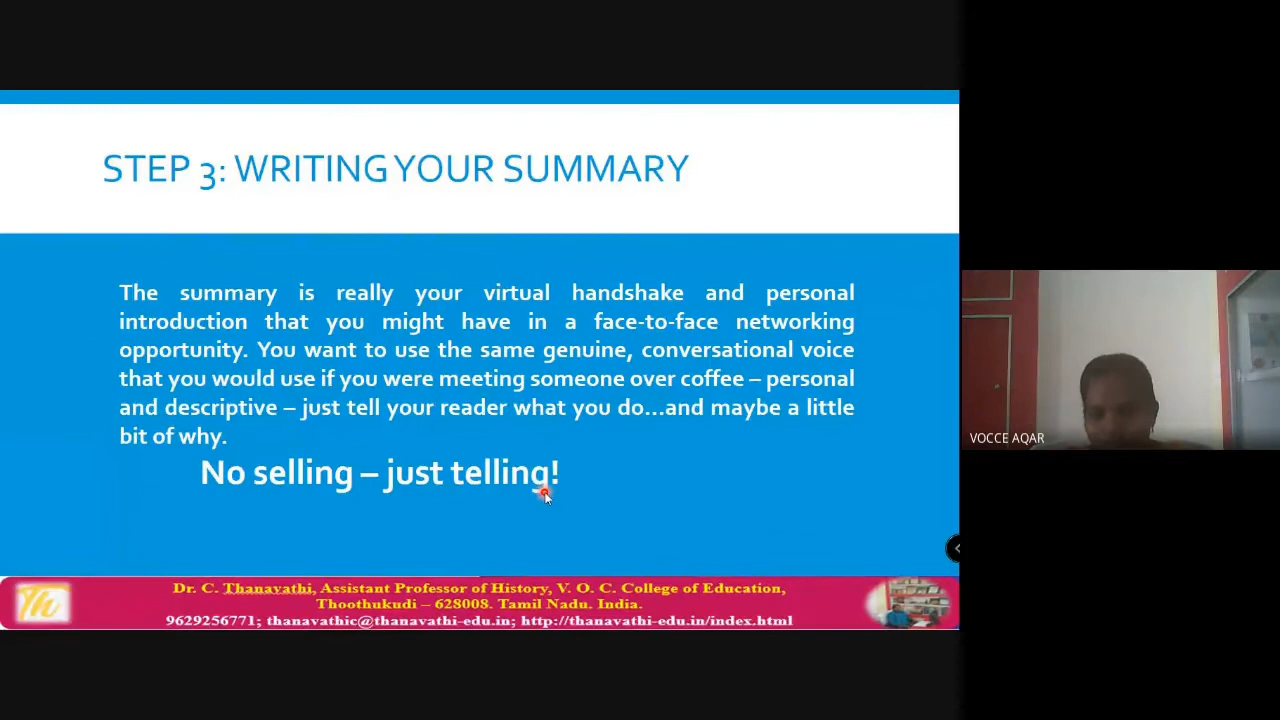 STEP 3: WRITING YOUR SUMMARY
The summary is really your virtual handshake and personal
introduction that you might have in a face-to-face networking
opportunity. You want to use the same genuine, conversational voice
that you would use if you were meeting someone over coffee – personal
and descriptive – just tell your reader what you do...and maybe a little
bit of why.
No selling – just telling!
VOCCE AQAR
Th
Dr. C. Thanavathi, Assistant Professor of History, V. O. C. College of Education,
Thoothukudi – 628008. Tamil Nadu. India.
9629256771; thanavathic@thanavathi-edu.in; http://thanavathi-edu.in/index.html